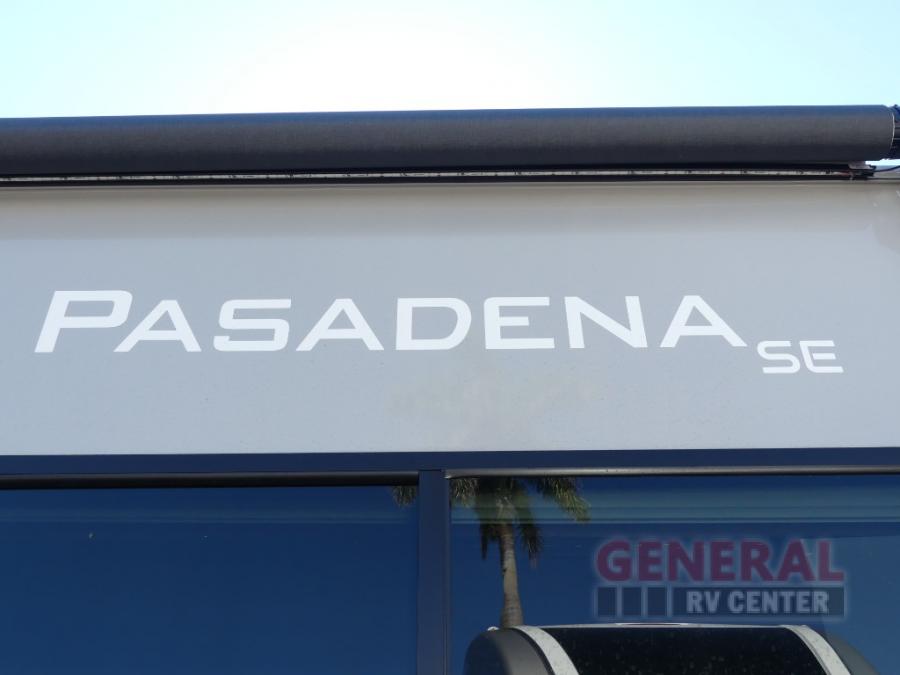 PASADENA SE
GENERAL
RV CENTER